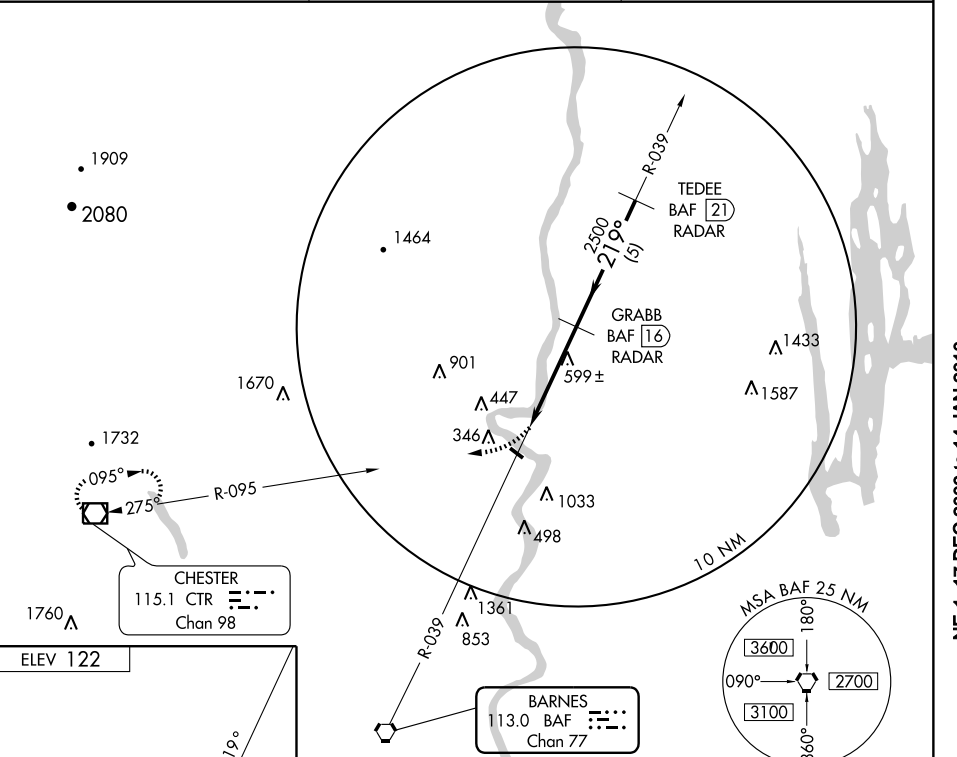 1909
2080
1464
R-039
TEDEE
BAF 21
RADAR
2500
219°
(5)
GRABB
BAF 16
RADAR
599±
1433
1587
901
1670
447
346
1732
095°
275°
R-095
1033
498
10 NM
CHESTER
115.1 CTR
Chan 98
1760
1361
853
R-039
ELEV 122
19°
BARNES
113.0 BAF
Chan 77
MSA BAF 25 NM
180°
3600
090°
2700
3100
360°